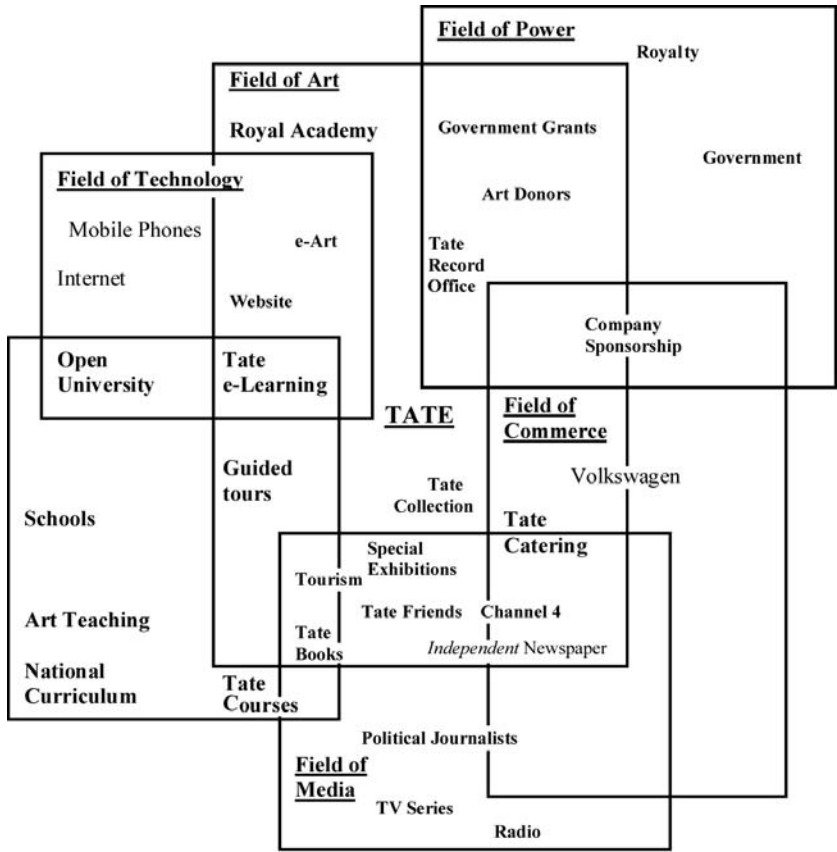 Field of Power
Royalty
Field of Art
Royal Academy
Government Grants
Government
Field of Technology
Art Donors
Mobile Phones
e-Art
Tate
Record
Office
Internet
Website
Company
Sponsorship
Open
University
Tate
e-Learning
TATE
Field of
Commerce
Guided
tours
Volkswagen
Tate
Collection
Schools
Tate
Catering
Special
Exhibitions
Tourism
Art Teaching
Tate Friends
Channel 4
Tate
Books
Independent Newspaper
National
Curriculum
Tate
Courses
Political Journalists
Field of
Media
TV Series
Radio